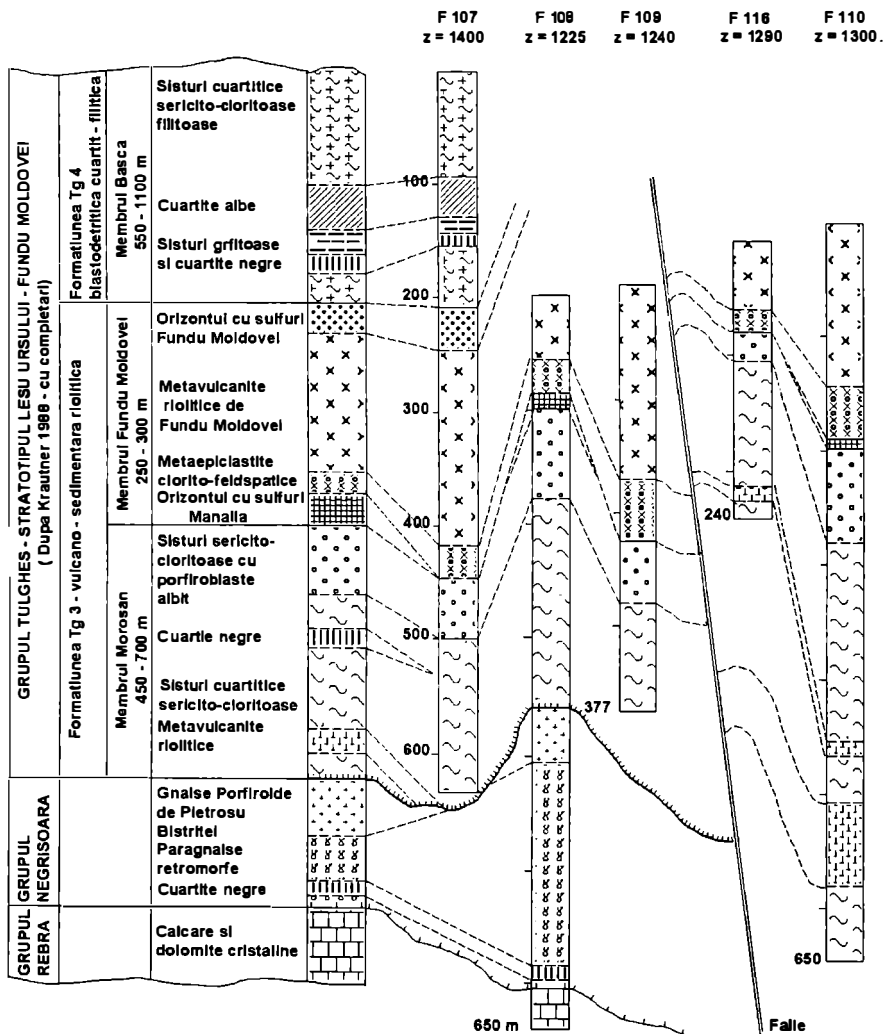 F 107
z = 1400
F 108
z = 1225
F 109
z = 1240
F 116
z = 1290
F 110
z = 1300.
GRUPUL TULGHES - STRATOTIPUL LESU URSULUI - FUNDU MOLDOVEI
( Dupa Krautner 1988 - cu completari)
Formatiunea Tg 4
blastodetritica cuartit - filitica
Membrul Basca
550 - 1100 m
Sisturi cuartitice
sericito-cloritoase
filitoase
Cuartite albe
Sisturi grfitoase
si cuartite negre
Formatiunea Tg 3 - vulcano - sedimentara riolitica
Membrul Fundu Moldovei
250 - 300 m
Orizontul cu sulfuri
Fundu Moldovei
Metavulcanite
riolitice de
Fundu Moldovei
Metaepiclastite
clorito-feldspatice
Orizontul cu sulfuri
Manaila
Membrul Morosan
450 - 700 m
Sisturi sericito-
cloritoase cu
porfiroblaste
albit
Cuartie negre
Sisturi cuartitice
sericito-cloritoase
Metavulcanite
riolitice
GRUPUL
NEGRISOARA
Gnaise Porfiroide
de Pietrosu
Bistritei
Paragnaise
retromorfe
Cuartite negre
GRUPUL
REBRA
Calcare si
dolomite cristaline
100
200
300
400
500
600
377
650 m
240
650
Falie